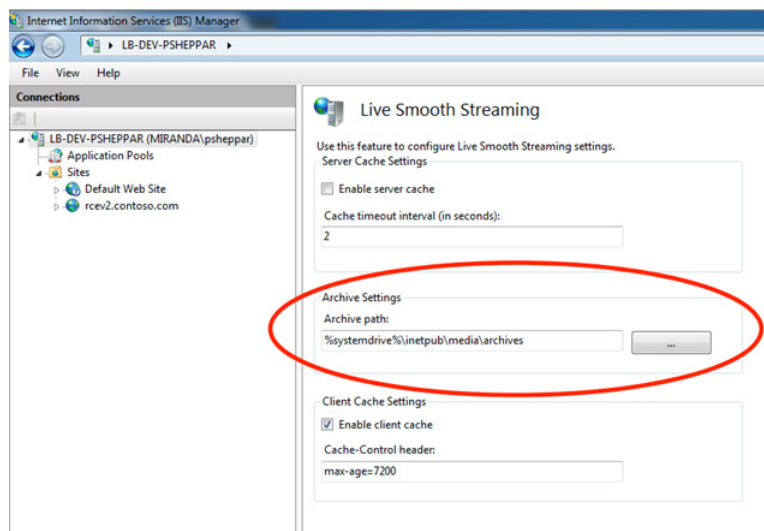 Internet Information Services (IIS) Manager
LB-DEV-PSHEPPAR
File View Help
Connections
LB-DEV-PSHEPPAR (MIRANDA\psheppar)
Application Pools
Sites
Default Web Site
rcev2.contoso.com
Live Smooth Streaming
Use this feature to configure Live Smooth Streaming settings.
Server Cache Settings
Enable server cache
Cache timeout interval (in seconds):
2
Archive Settings
Archive path:
%systemdrive%\inetpub\media\archives
...
Client Cache Settings
Enable client cache
Cache-Control header:
max-age=7200